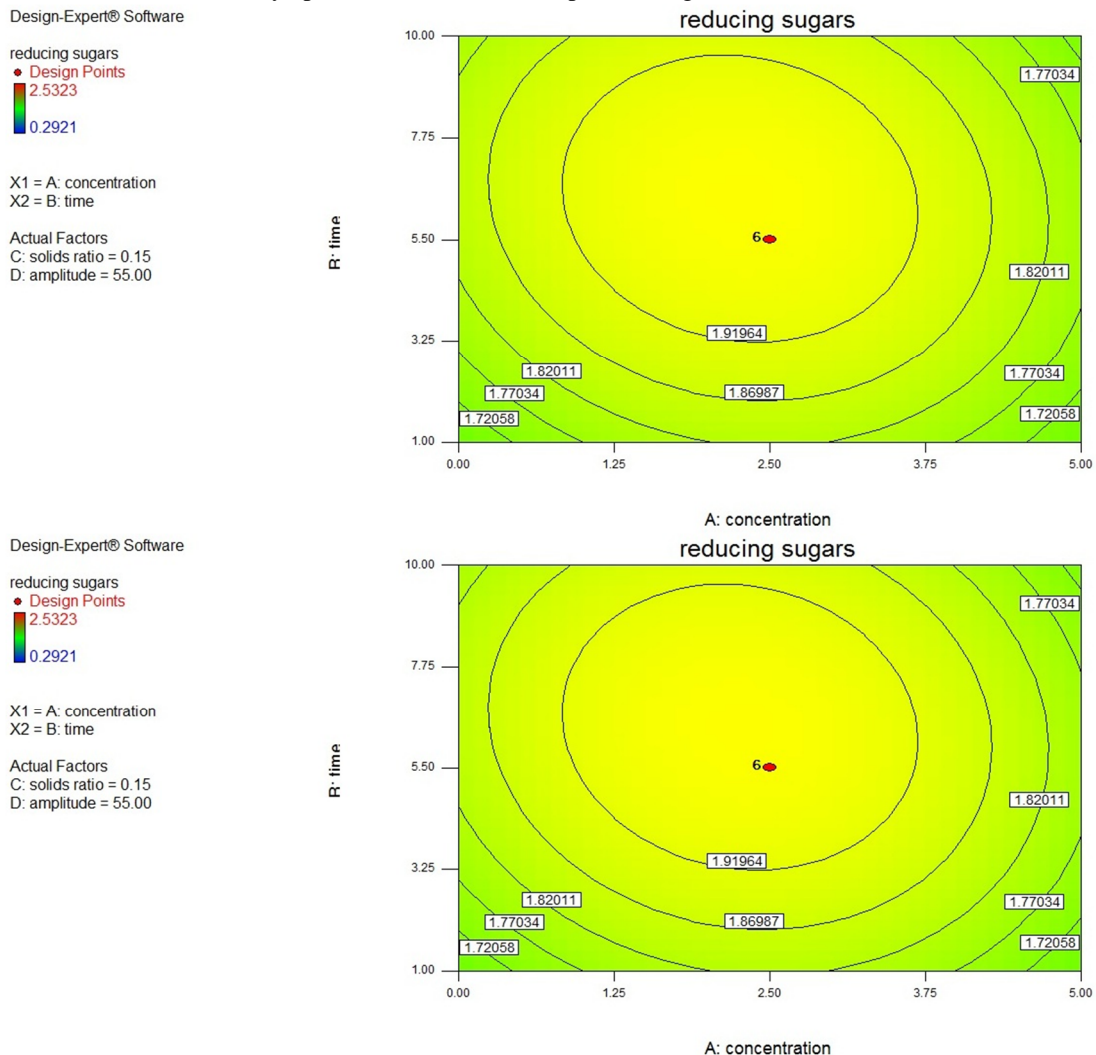 Design-Expert® Software
reducing sugars
Design Points
2.5323
0.2921
X1 = A: concentration
X2 = B: time
Actual Factors
C: solids ratio = 0.15
D: amplitude = 55.00
reducing sugars
10.00
7.75
5.50
3.25
1.00
0.00
1.25
2.50
3.75
5.00
1.77034
6
1.82011
1.91964
1.82011
1.86987
1.77034
1.77034
1.72058
1.72058
A: concentration
Design-Expert® Software
reducing sugars
Design Points
2.5323
0.2921
X1 = A: concentration
X2 = B: time
Actual Factors
C: solids ratio = 0.15
D: amplitude = 55.00
reducing sugars
10.00
7.75
5.50
3.25
1.00
0.00
1.25
2.50
3.75
5.00
1.77034
6
1.82011
1.91964
1.82011
1.86987
1.77034
1.77034
1.72058
1.72058
A: concentration